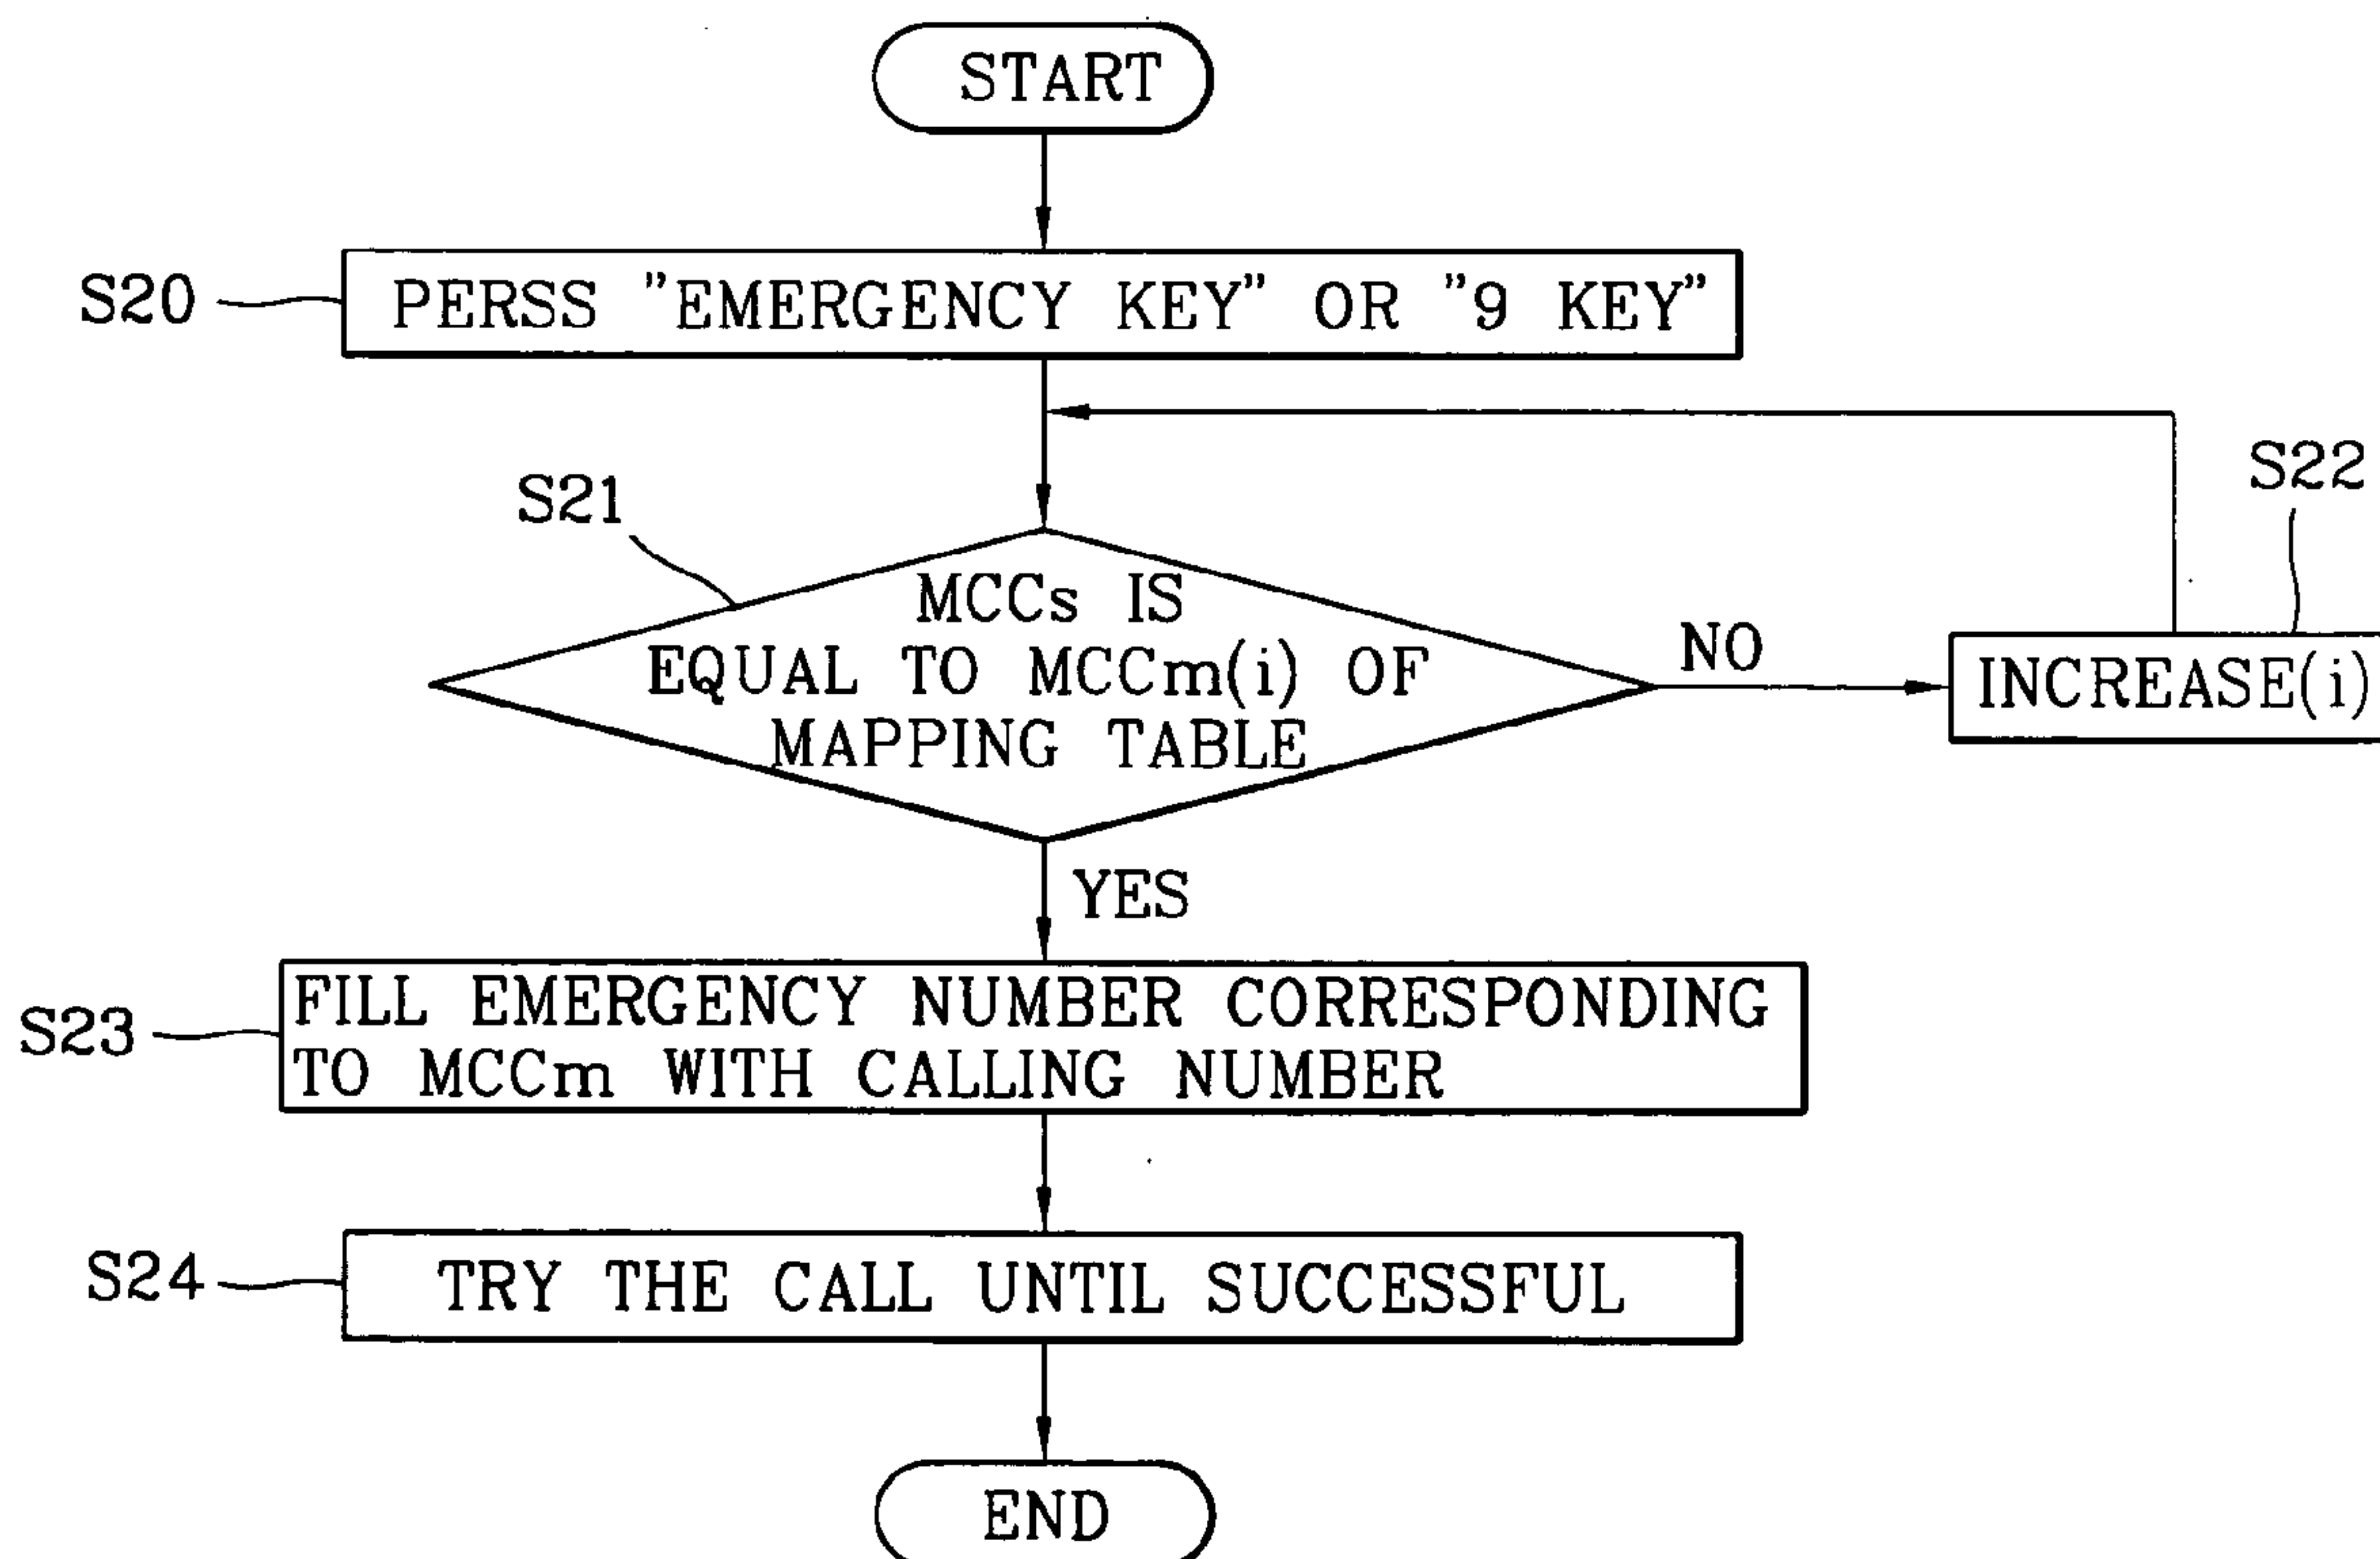 START
S20
PERSS "EMERGENCY KEY" OR "9 KEY"
S21
MCCs IS
EQUAL TO MCCm(i) OF
MAPPING TABLE
NO
S22
INCREASE(i)
YES
S23
FILL EMERGENCY NUMBER CORRESPONDING
TO MCCm WITH CALLING NUMBER
S24
TRY THE CALL UNTIL SUCCESSFUL
END